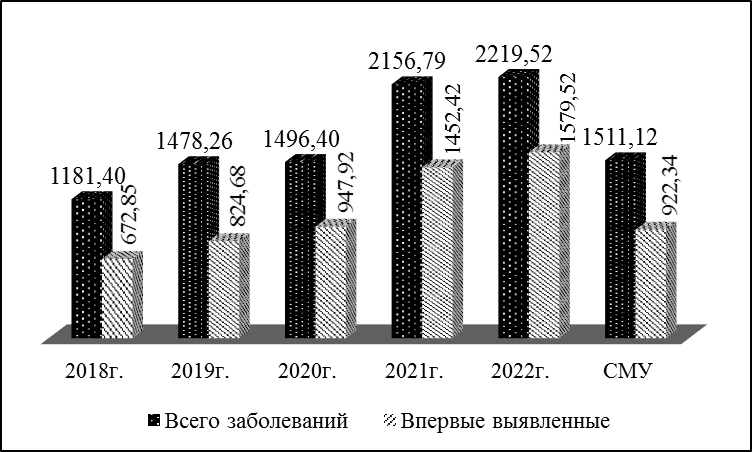 2156,79 2219,52
1452,42 1579,52
1478,26 1496,40 1511,12
1181,40
672,85 824,68 947,92 922,34
2018г. 2019г. 2020г. 2021г. 2022г. СМУ
Всего заболеваний Впервые выявленные